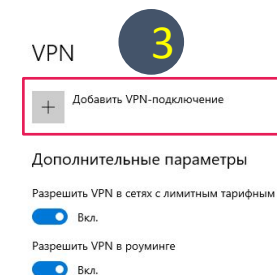 VPN
3
Добавить VPN-подключение
Дополнительные параметры
Разрешить VPN в сетях с лимитным тарифным
Вкл.
Разрешить VPN в роуминге
Вкл.